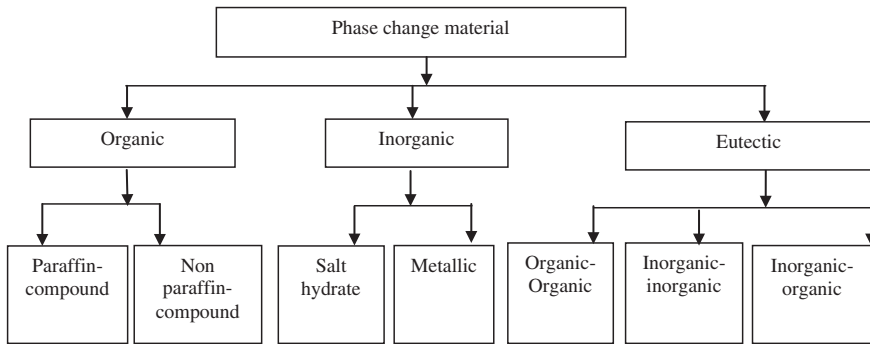 Phase change material
Organic
Inorganic
Eutectic
Paraffin-
compound
Non
paraffin-
compound
Salt
hydrate
Metallic
Organic-
Organic
Inorganic-
inorganic
Inorganic-
organic